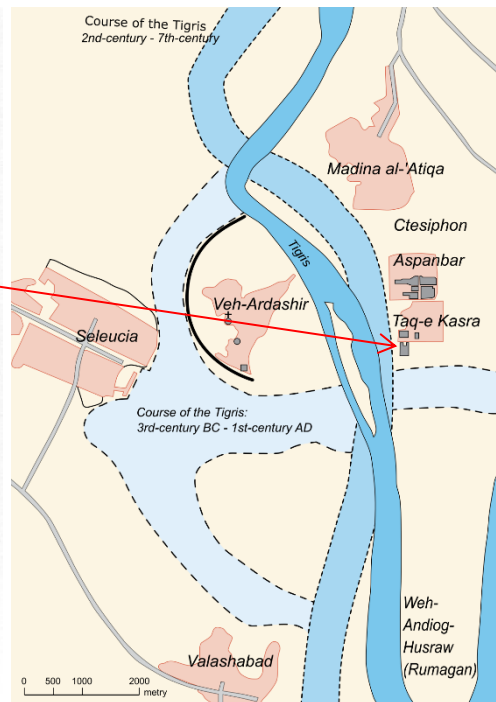 Course of the Tigris
2nd-century - 7th-century
Madina al-'Atiqa
Ctesiphon
Tigris
Aspanbar
Veh-Ardashir
Taq-e Kasra
Seleucia
Course of the Tigris:
3rd-century BC - 1st-century AD
Weh-
Andiog-
Husraw
(Rumagan)
Valashabad
0 500 1000 2000
metry